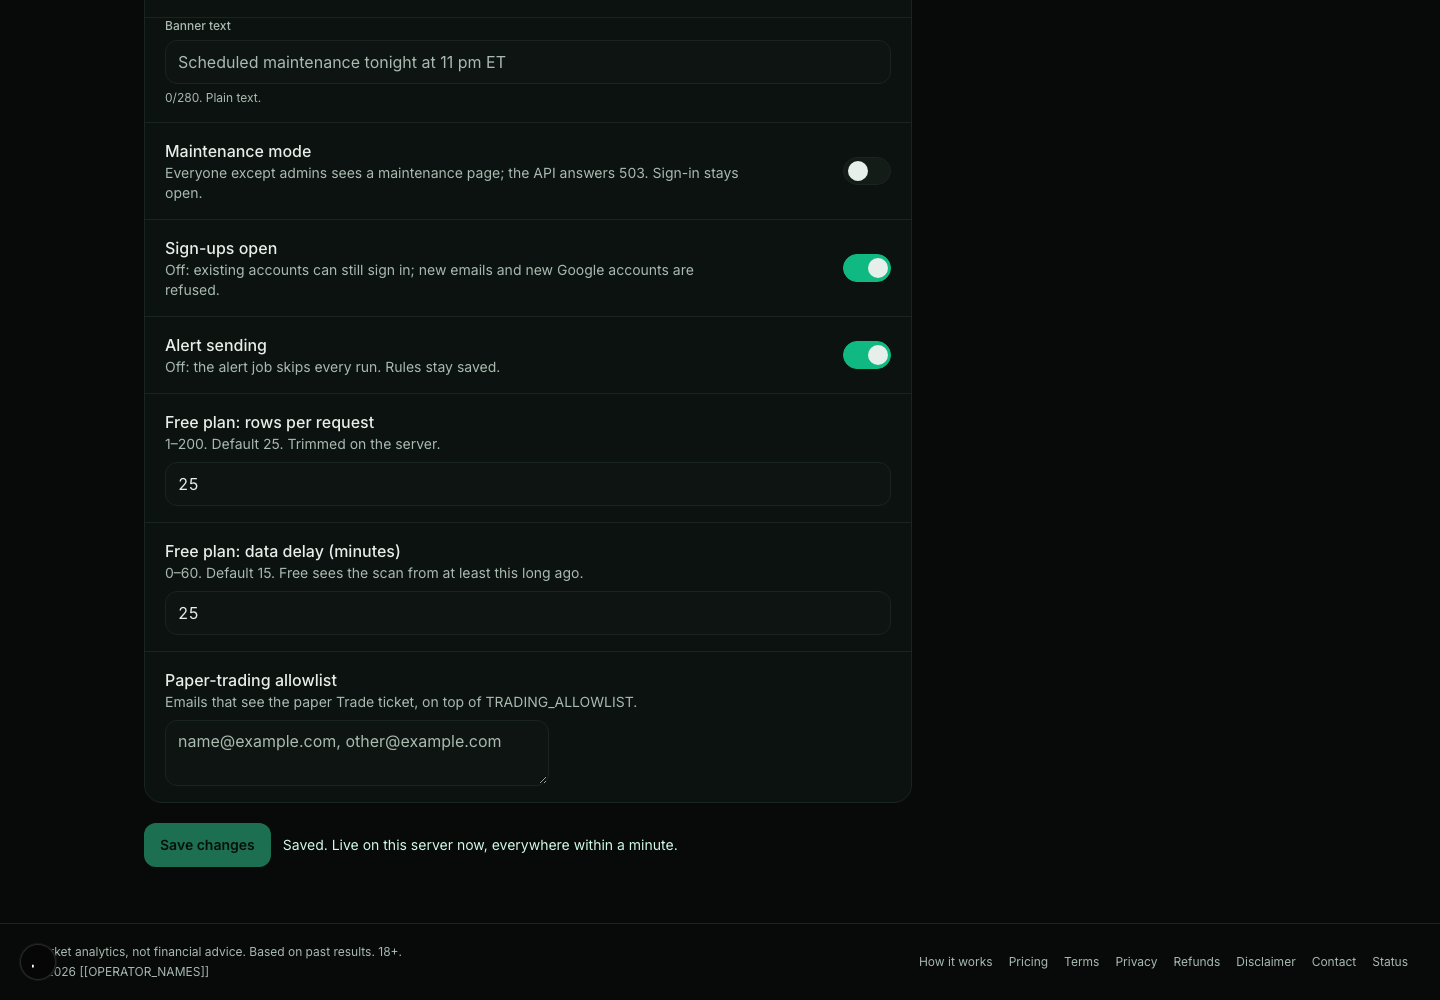 Banner text
Scheduled maintenance tonight at 11 pm ET
0/280. Plain text.
Maintenance mode
Everyone except admins sees a maintenance page; the API answers 503. Sign-in stays
open.
Sign-ups open
Off: existing accounts can still sign in; new emails and new Google accounts are
refused.
Alert sending
Off: the alert job skips every run. Rules stay saved.
Free plan: rows per request
1–200. Default 25. Trimmed on the server.
25
Free plan: data delay (minutes)
0–60. Default 15. Free sees the scan from at least this long ago.
25
Paper-trading allowlist
Emails that see the paper Trade ticket, on top of TRADING_ALLOWLIST.
name@example.com, other@example.com
Save changes
Saved. Live on this server now, everywhere within a minute.
analytics, not financial advice. Based on past results. 18+.
[[OPERATOR_NAMES]]
How it works
Pricing
Terms
Privacy
Refunds
Disclaimer
Contact
Status